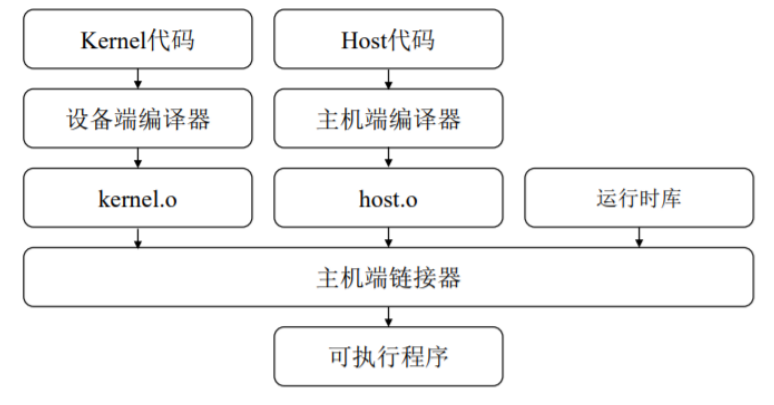 Kernel代码
Host代码
设备端编译器
主机端编译器
kernel.o
host.o
运行时库
主机端链接器
可执行程序